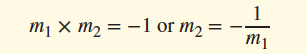 m₁ × m₂ = −1 or m₂ = −1/m₁